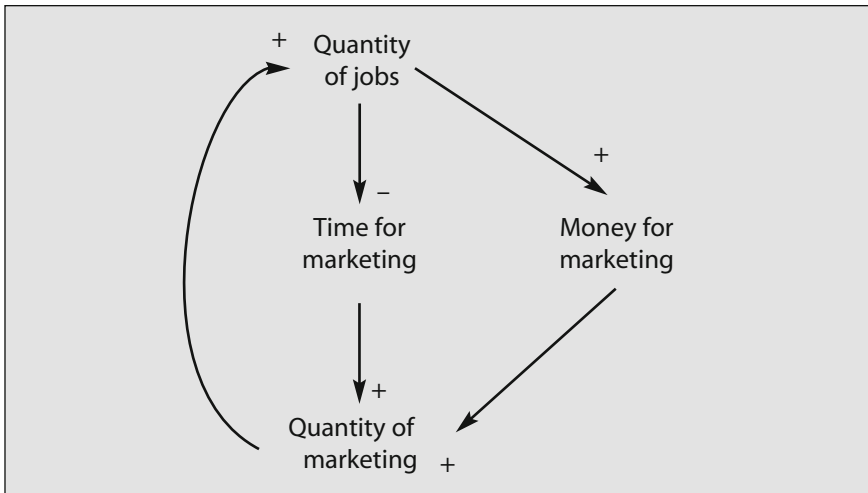 +
Quantity
of jobs
+
–
Time for
marketing
Money for
marketing
+
Quantity of
marketing
+